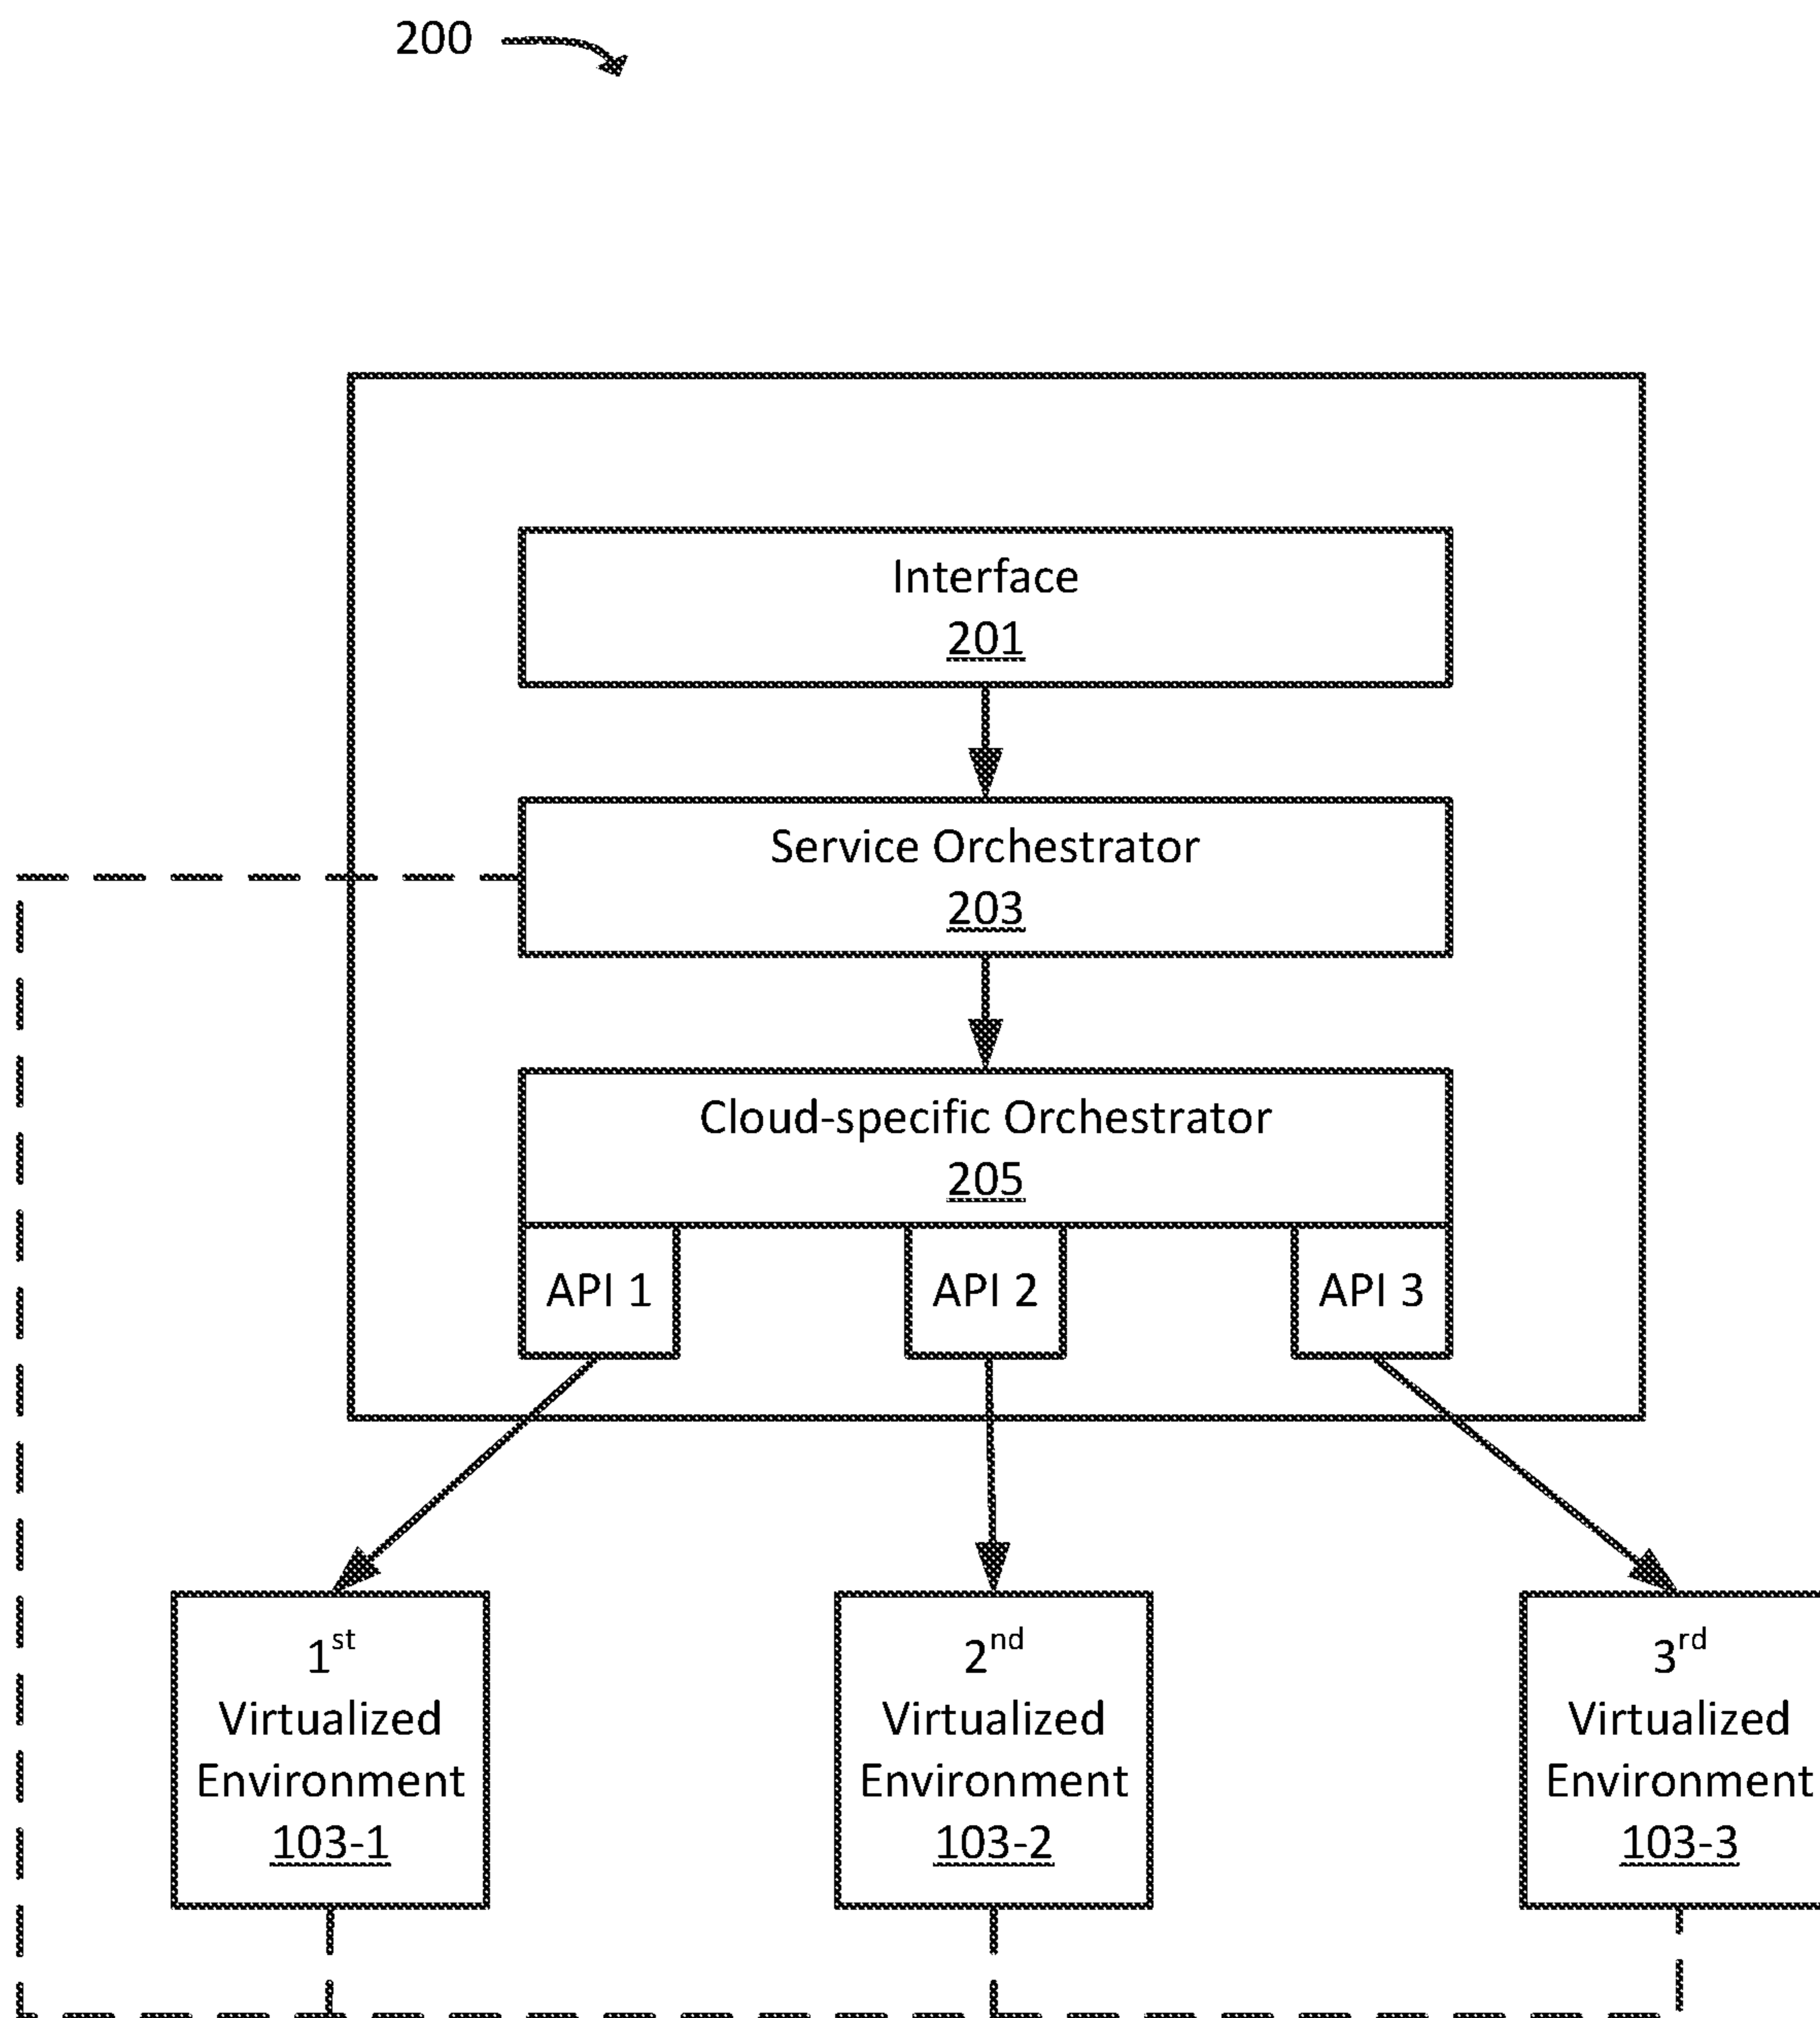 200
Interface
201
Service Orchestrator
203
Cloud-specific Orchestrator
205
API 1
API 2
API 3
1st
Virtualized
Environment
103-1
2nd
Virtualized
Environment
103-2
3rd
Virtualized
Environment
103-3